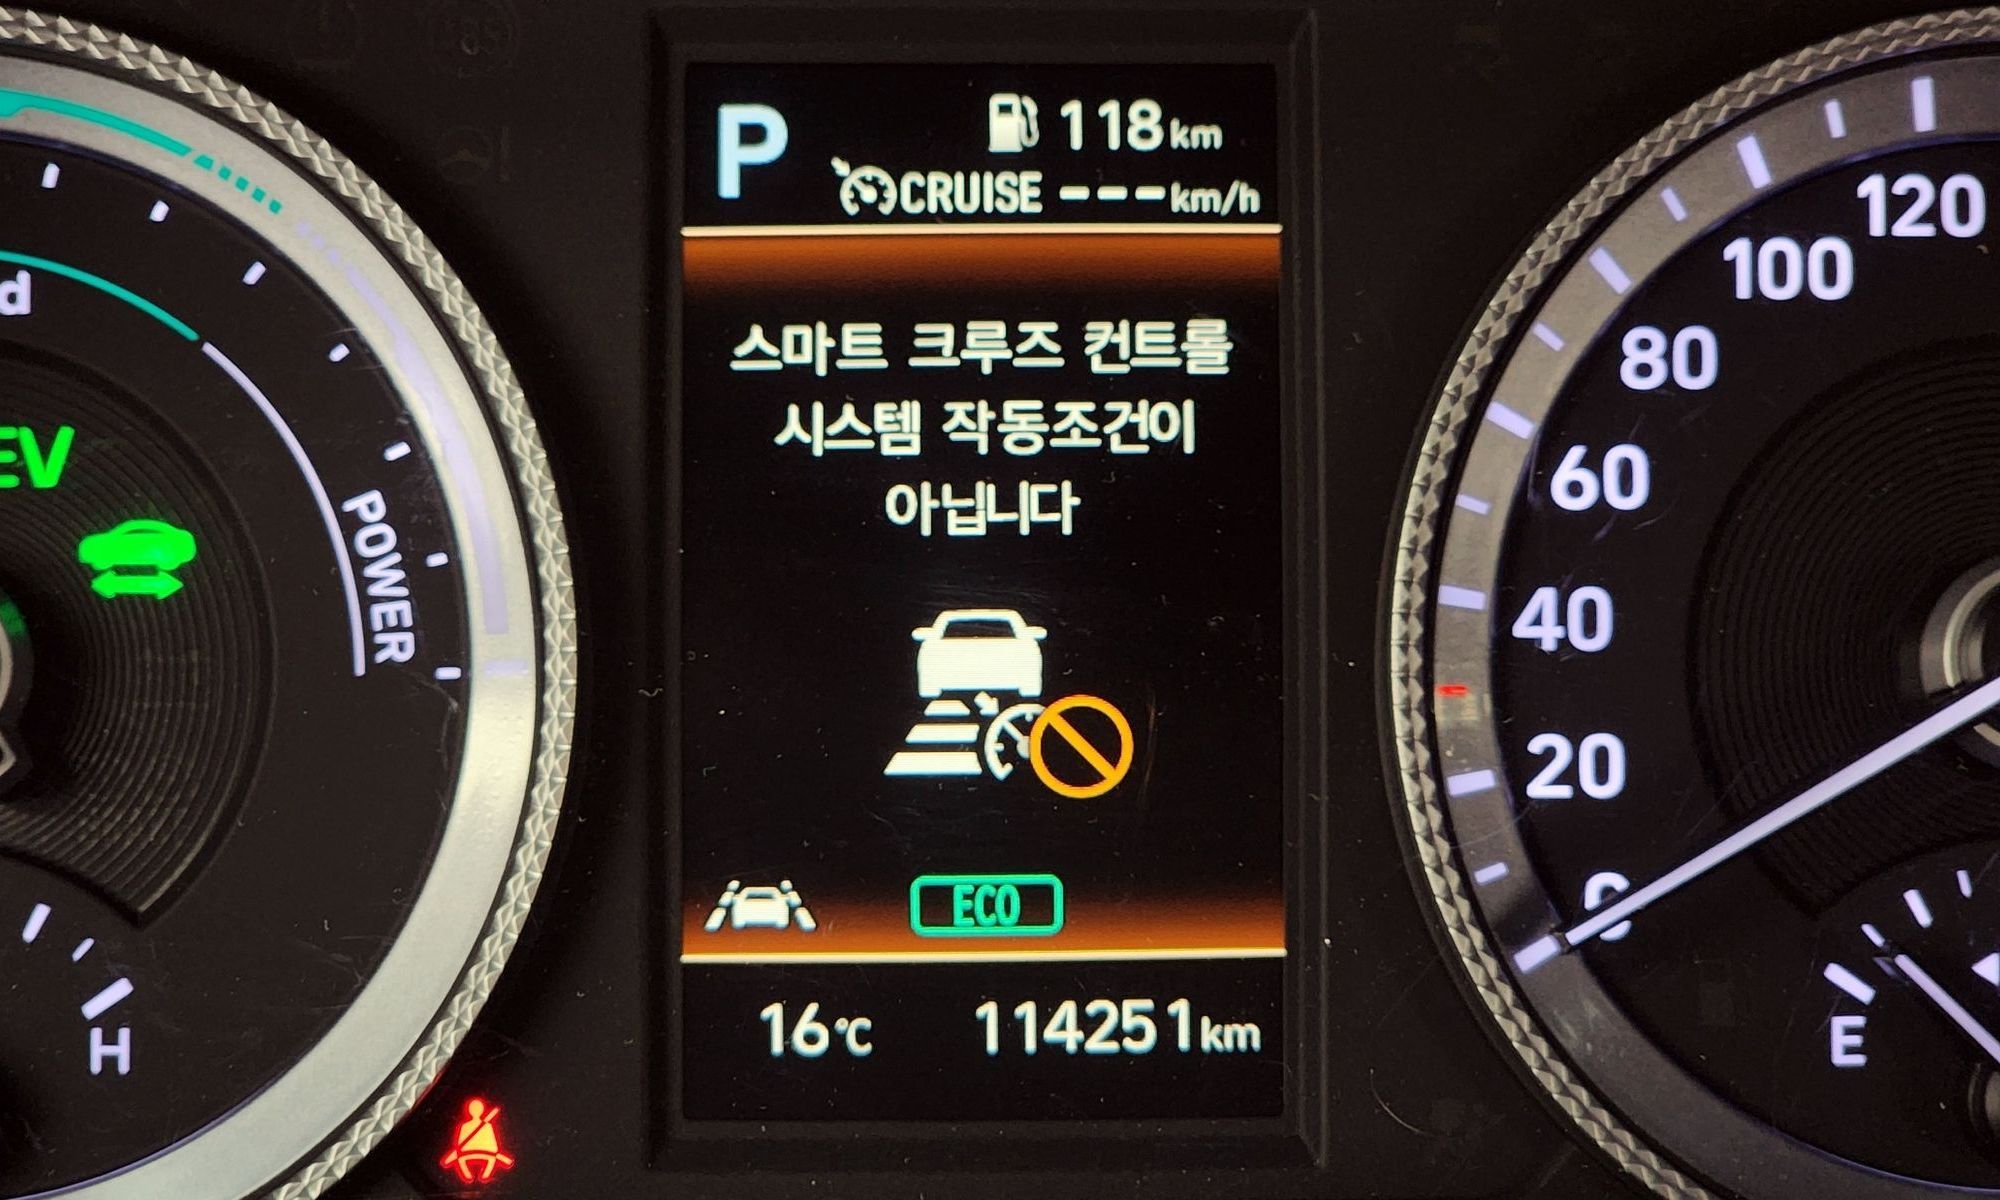 P
118km
CRUISE ---km/h
스마트 크루즈 컨트롤
시스템 작동조건이
아닙니다
ECO
16℃ 114251km
EV
POWER
H
120
100
80
60
40
20
0
E